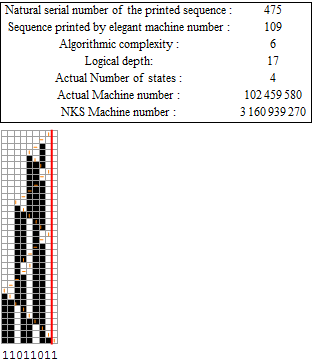 Natural serial number of the printed sequence : 475
Sequence printed by elegant machine number : 109
Algorithmic complexity : 6
Logical depth: 17
Actual Number of states : 4
Actual Machine number : 102 459 580
NKS Machine number : 3 160 939 270
11011011